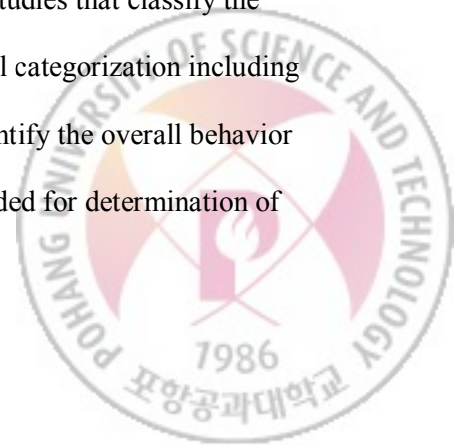 studies that classify the
l categorization including
ntify the overall behavior
ded for determination of
POHANG UNIVERSITY OF SCIENCE AND TECHNOLOGY
1986
포항공과대학교